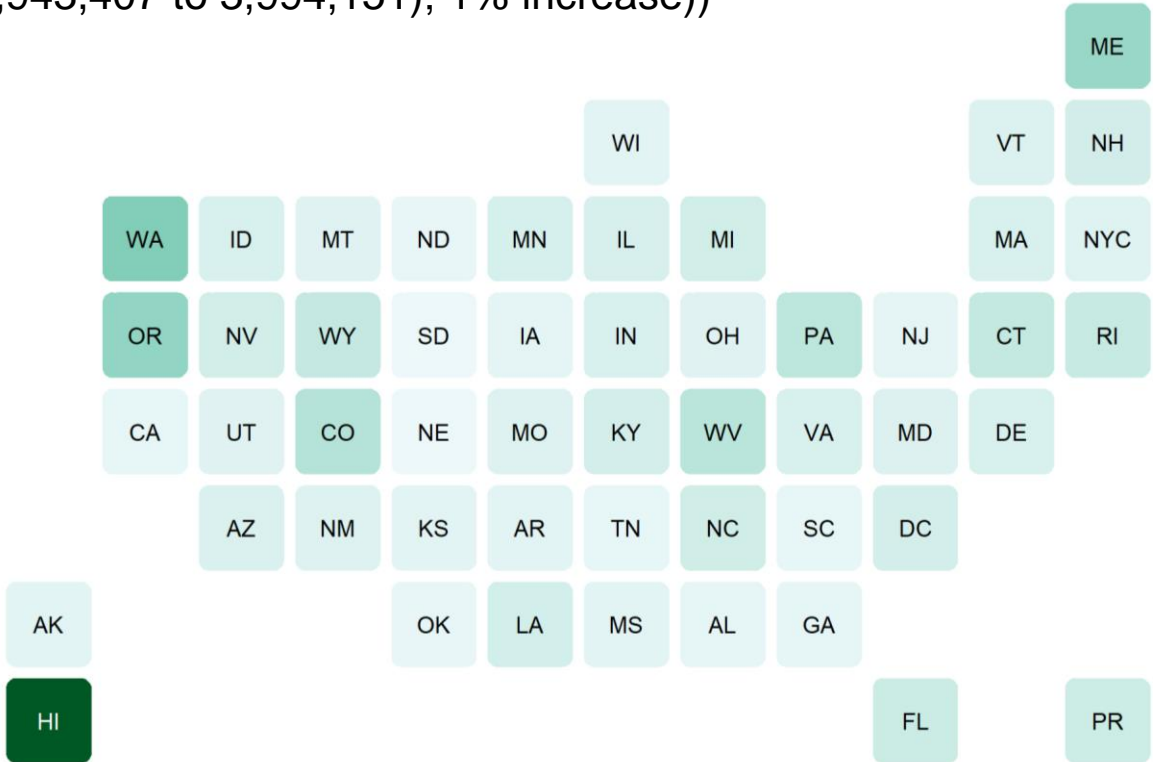 ,943,467 to 3,994,151), 1% increase))
ME
WI VT NH
WA ID MT ND MN IL MI MA NYC
OR NV WY SD IA IN OH PA NJ CT RI
CA UT CO NE MO KY WV VA MD DE
AZ NM KS AR TN NC SC DC
AK OK LA MS AL GA
HI FL PR